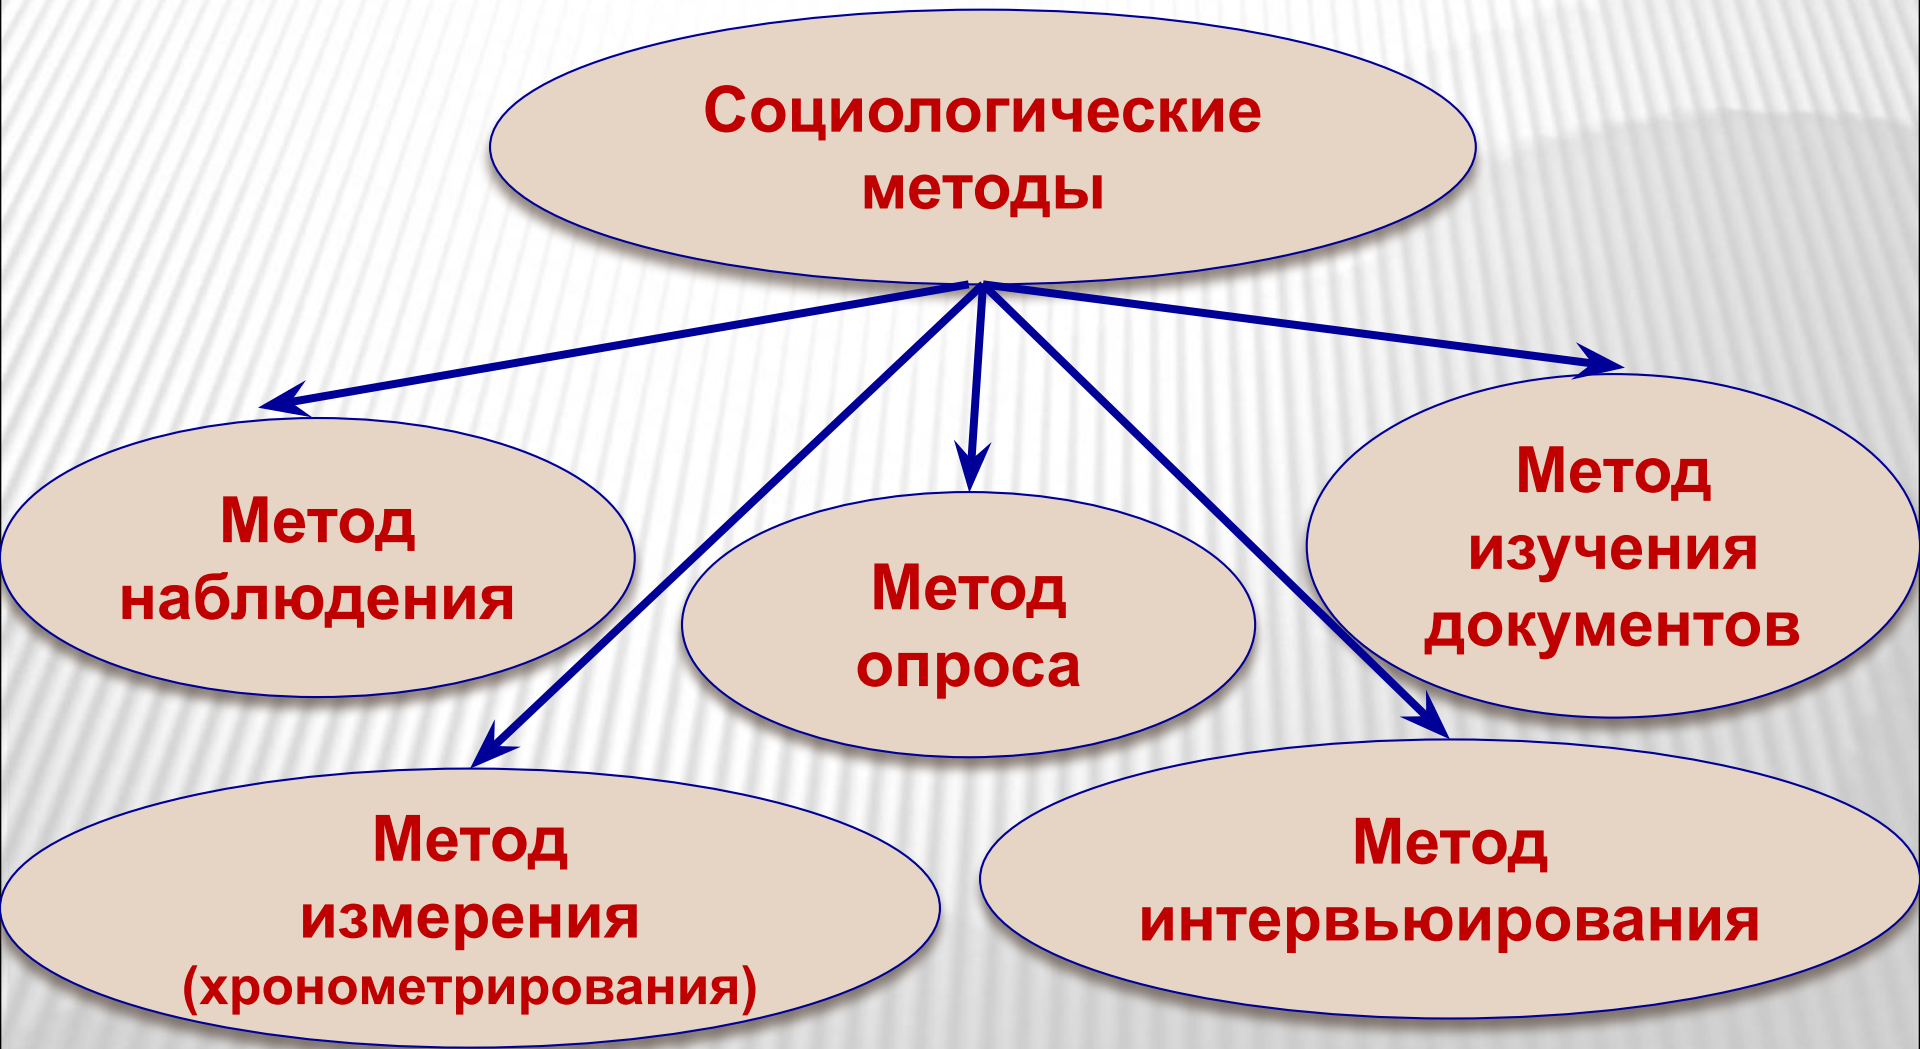 Социологические
методы
Метод
наблюдения
Метод
опроса
Метод
изучения
документов
Метод
измерения
(хронометрирования)
Метод
интервьюирования